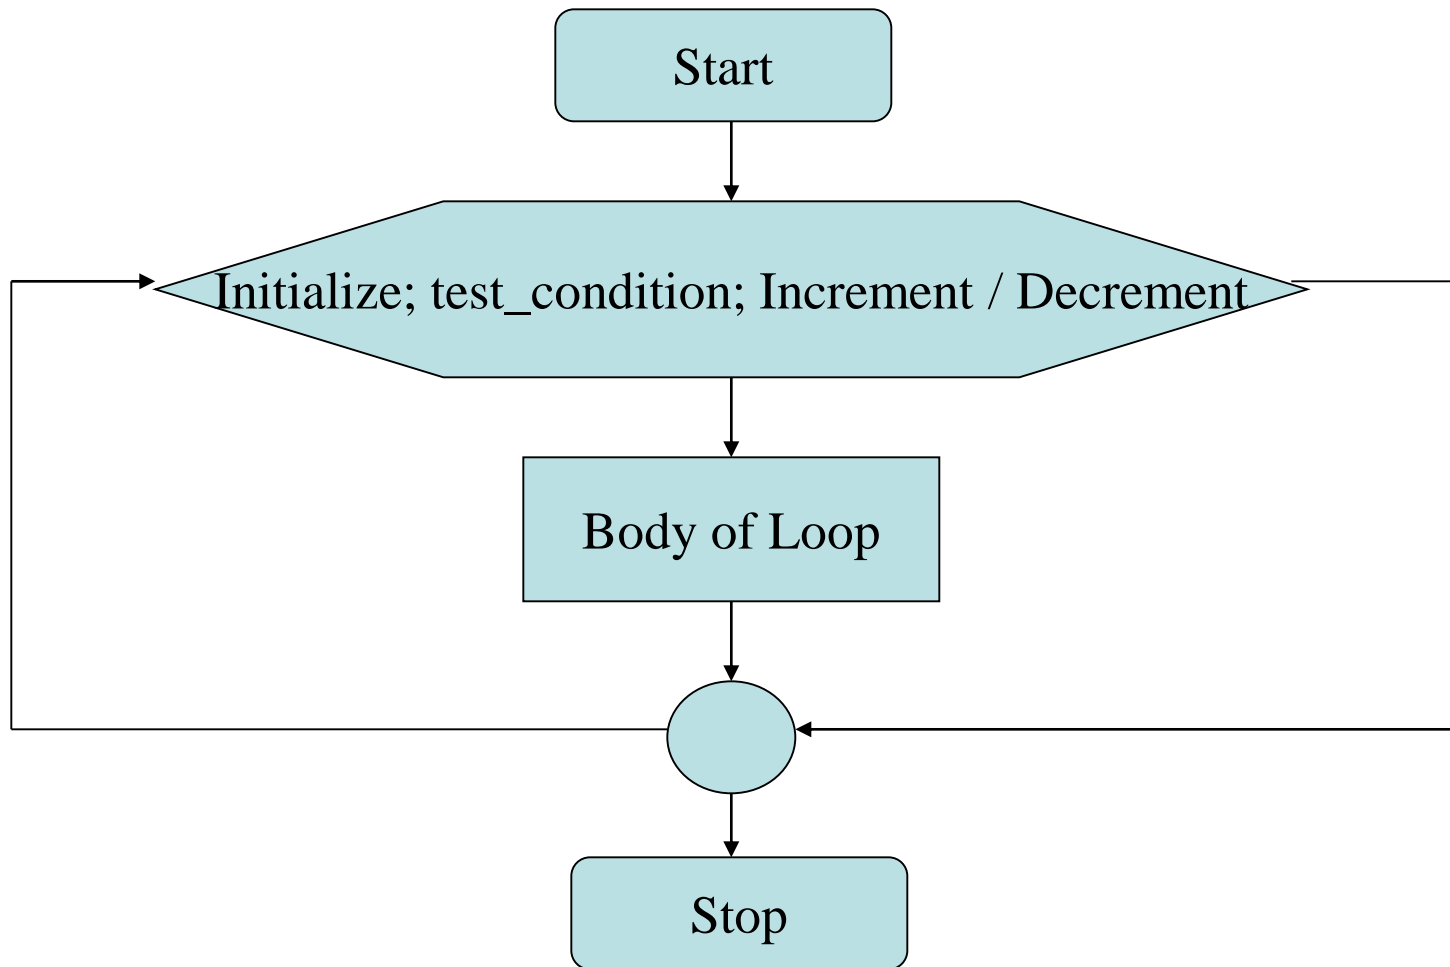 Start
Initialize; test_condition; Increment / Decrement
Body of Loop
Stop